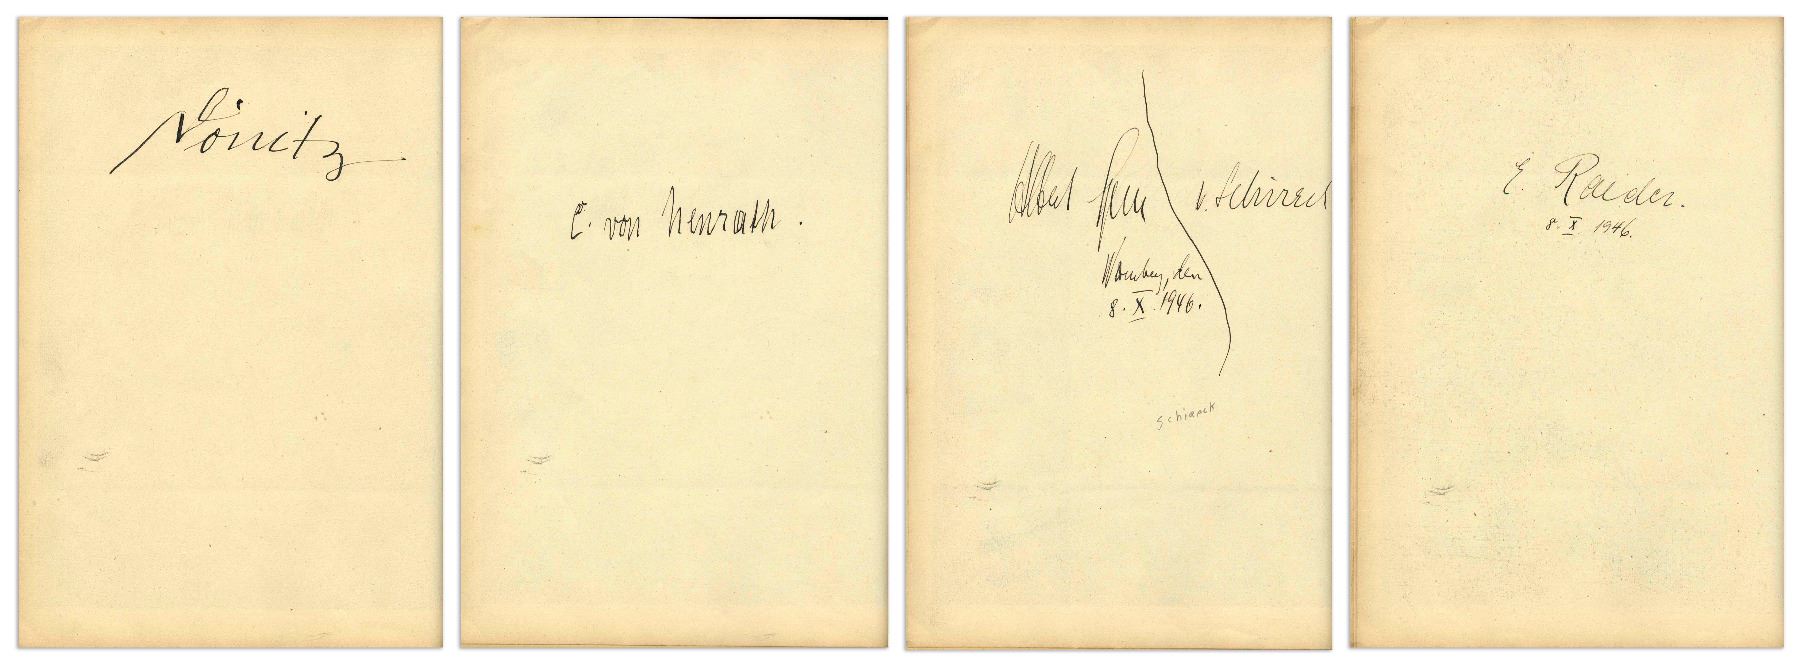 Dönitz
C. von Neurath.
Albert Speer
v. Schirach
Nürnberg, den
8. X. 1946.
Schirack
E. Raeder.
8. X. 1946.